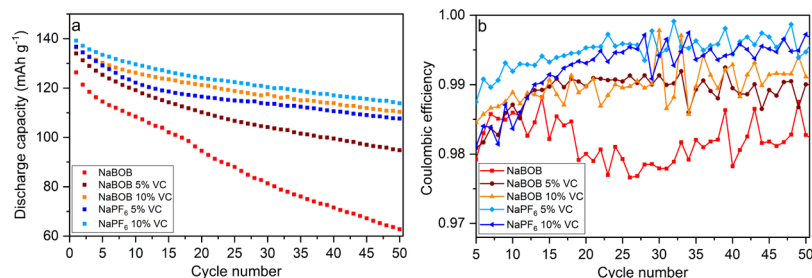 a
Discharge capacity (mAh g⁻¹)
140
120
100
80
60
NaBOB
NaBOB 5% VC
NaBOB 10% VC
NaPF₆ 5% VC
NaPF₆ 10% VC
0 5 10 15 20 25 30 35 40 45 50
Cycle number
b
Coulombic efficiency
1.00
0.99
0.98
0.97
NaBOB
NaBOB 5% VC
NaBOB 10% VC
NaPF₆ 5% VC
NaPF₆ 10% VC
5 10 15 20 25 30 35 40 45 50
Cycle number